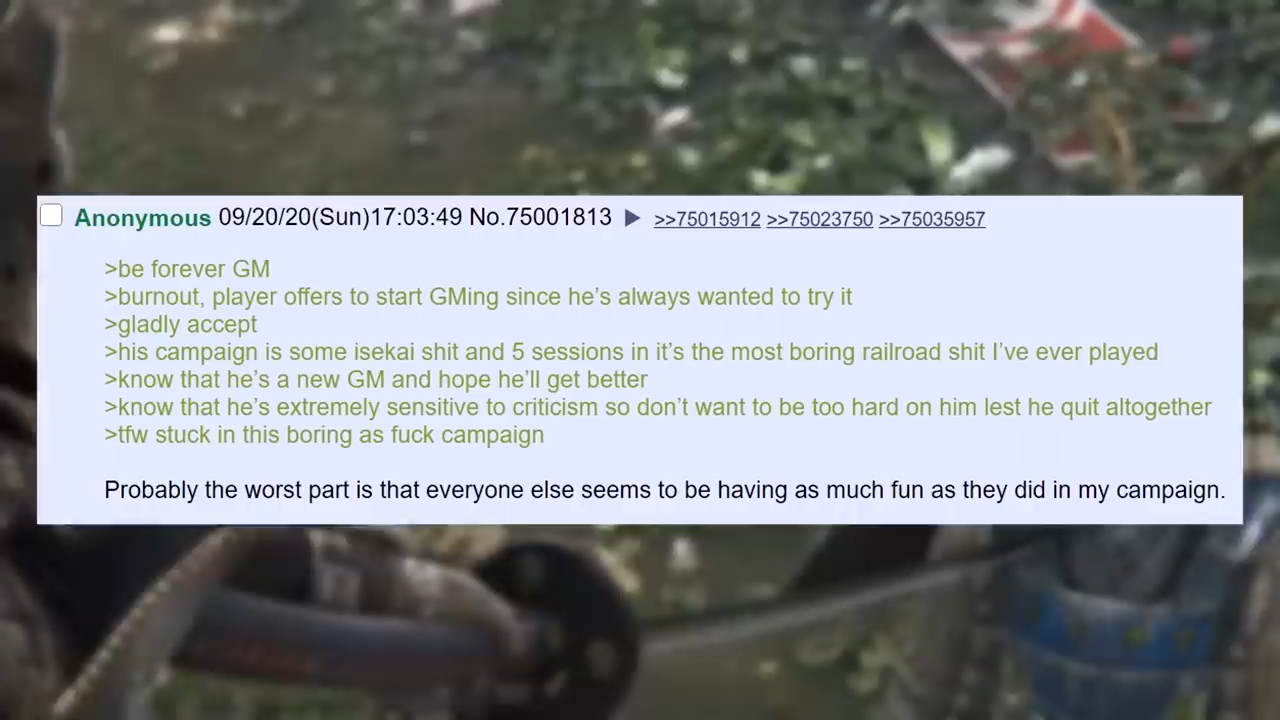 Anonymous 09/20/20(Sun)17:03:49 No.75001813 ▶ >>75015912 >>75023750 >>75035957
>be forever GM
>burnout, player offers to start GMing since he’s always wanted to try it
>gladly accept
>his campaign is some isekai shit and 5 sessions in it’s the most boring railroad shit I’ve ever played
>know that he’s a new GM and hope he’ll get better
>know that he’s extremely sensitive to criticism so don’t want to be too hard on him lest he quit altogether
>tfw stuck in this boring as fuck campaign
Probably the worst part is that everyone else seems to be having as much fun as they did in my campaign.